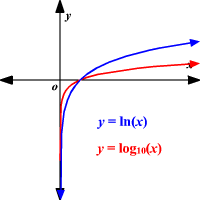 y
x
o
y = ln(x)
y = log₁₀(x)